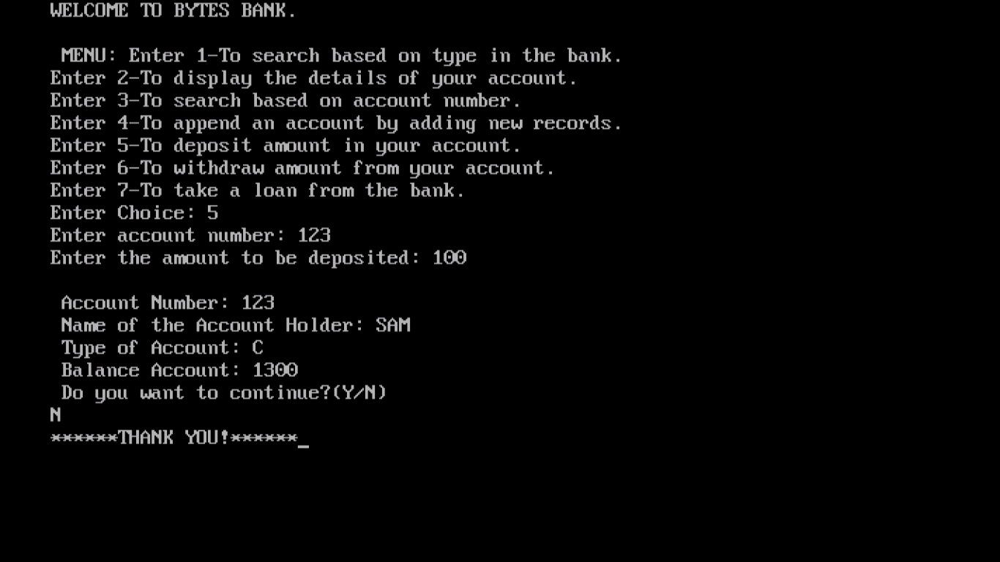 WELCOME TO BYTES BANK.
MENU: Enter 1-To search based on type in the bank.
Enter 2-To display the details of your account.
Enter 3-To search based on account number.
Enter 4-To append an account by adding new records.
Enter 5-To deposit amount in your account.
Enter 6-To withdraw amount from your account.
Enter 7-To take a loan from the bank.
Enter Choice: 5
Enter account number: 123
Enter the amount to be deposited: 100
Account Number: 123
Name of the Account Holder: SAM
Type of Account: C
Balance Account: 1300
Do you want to continue?(Y/N)
N
******THANK YOU!******_